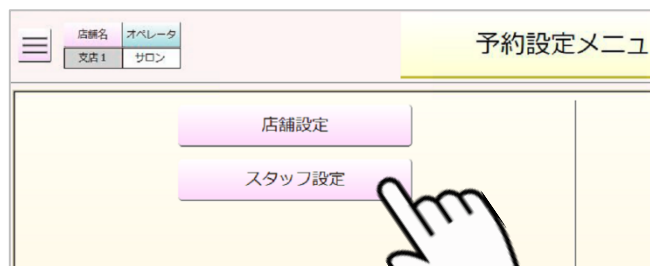 店舗名 オペレータ
支店1 サロン
予約設定メニュ
店舗設定
スタッフ設定